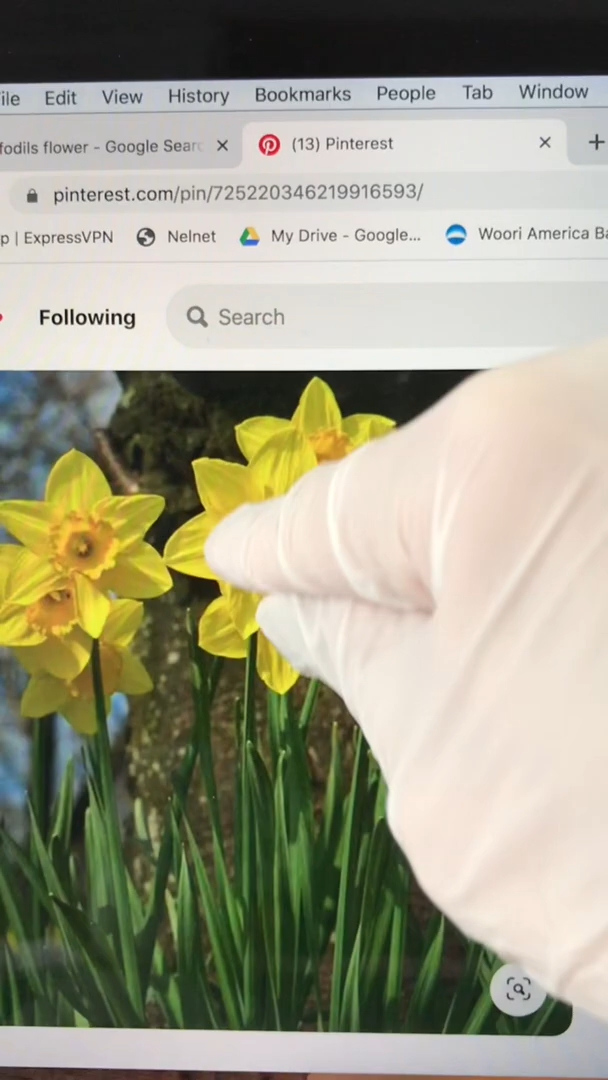 ile Edit View History Bookmarks People Tab Window
fodils flower - Google Sear × (13) Pinterest × +
pinterest.com/pin/725220346219916593/
p | ExpressVPN Nelnet My Drive - Google... Woori America Ba
Following Search